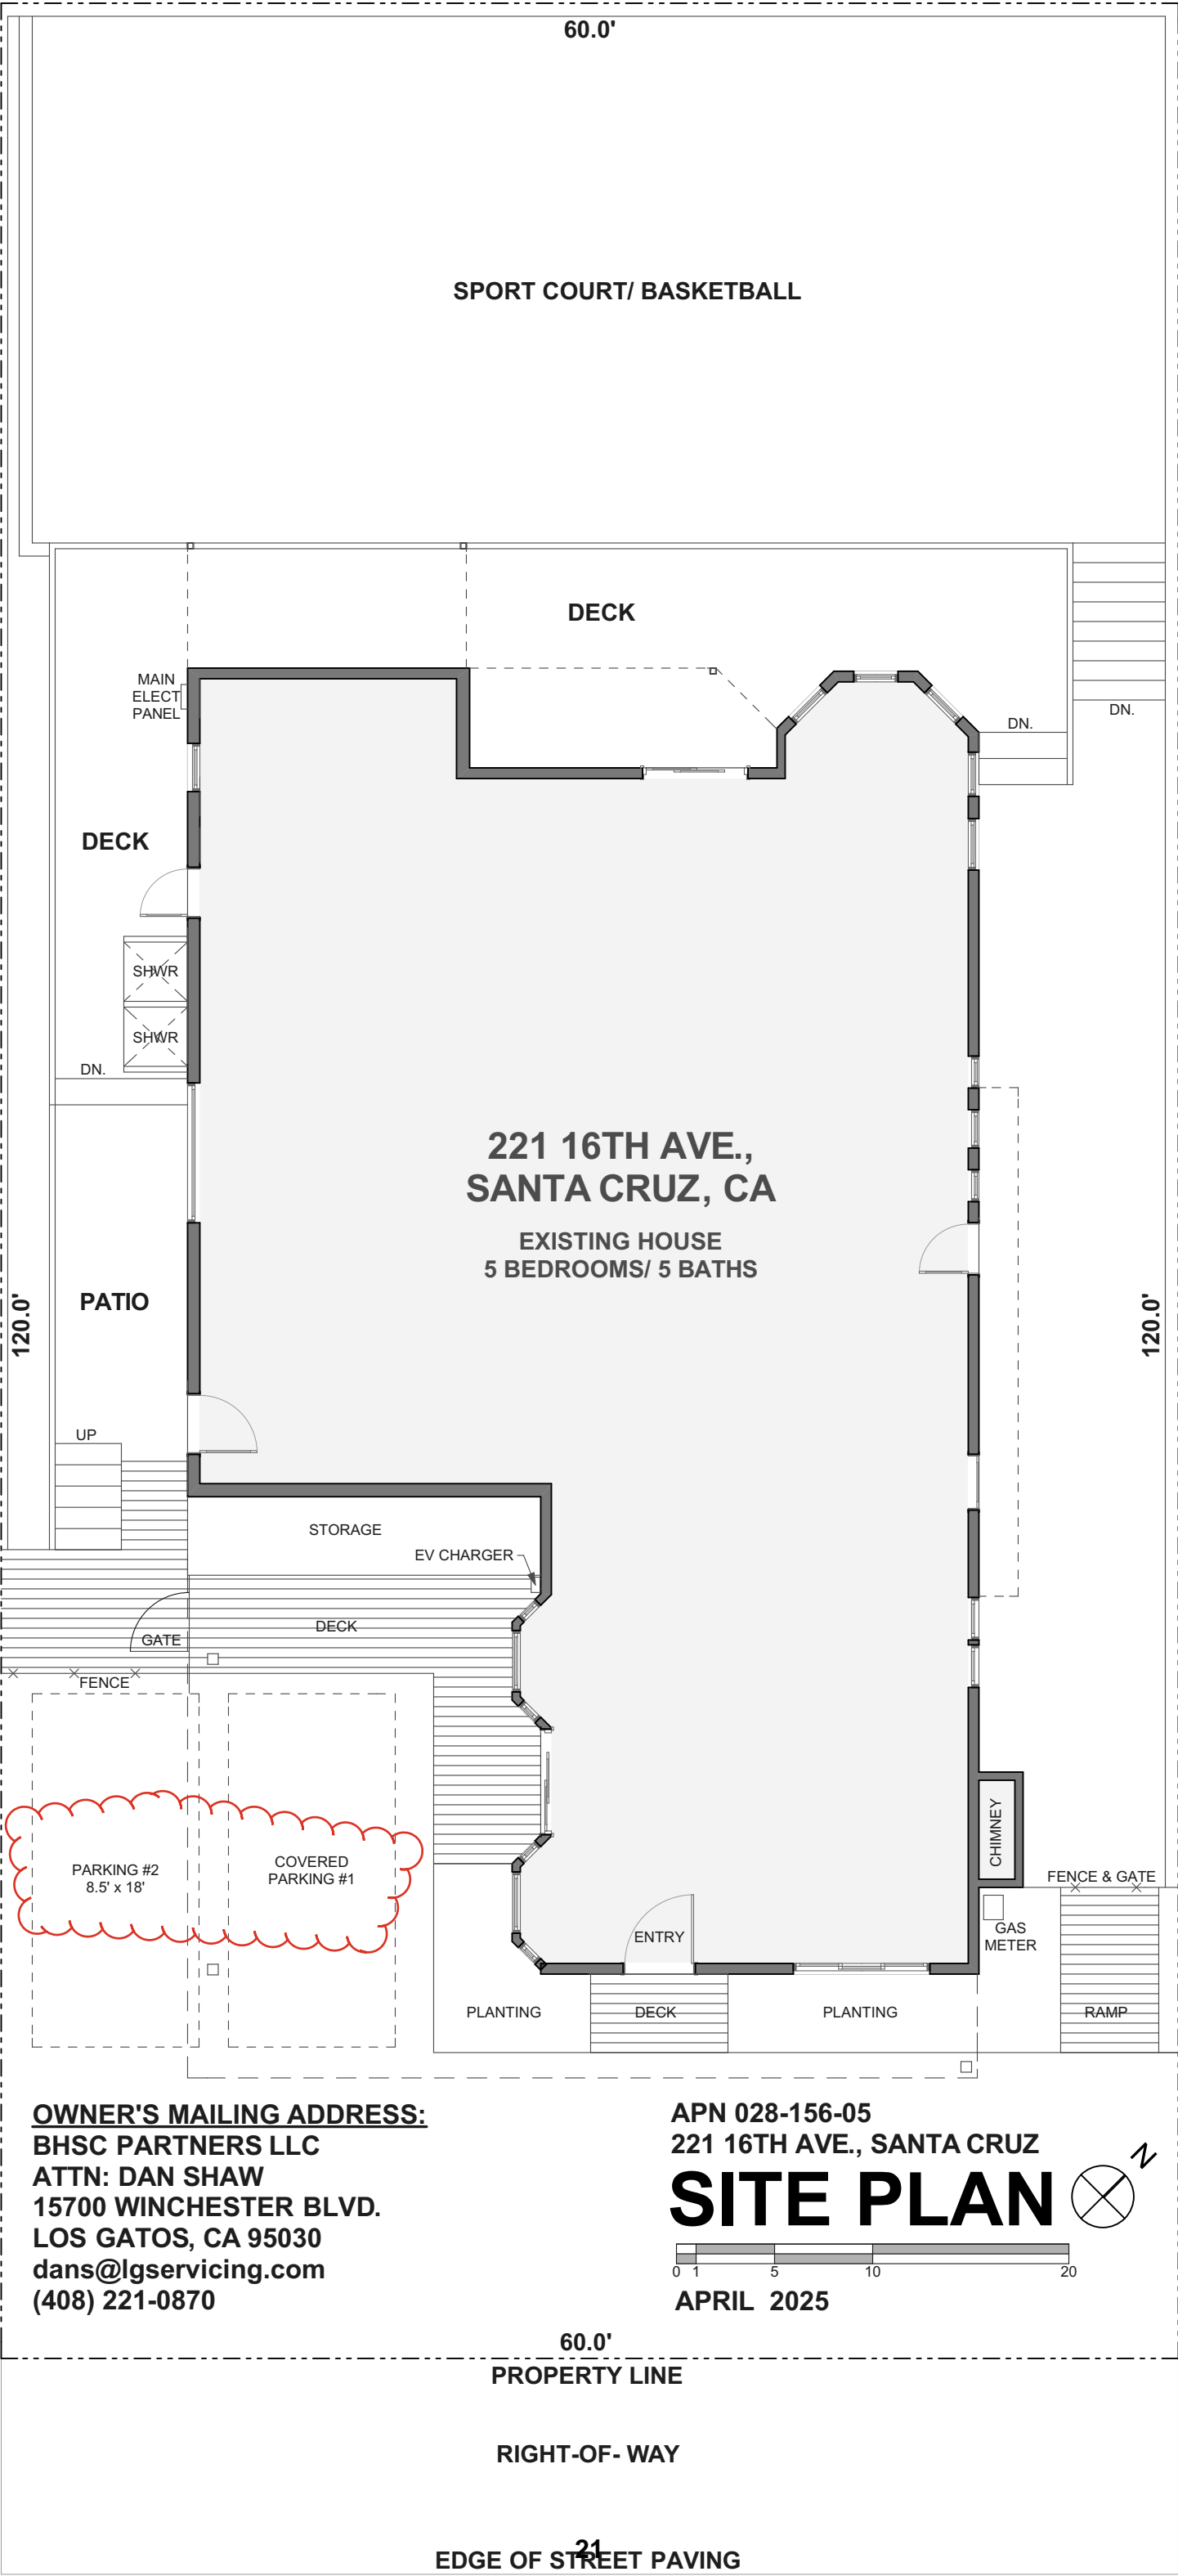 60.0'
SPORT COURT/ BASKETBALL
DECK
MAIN
ELECT
PANEL
DN.
DN.
DECK
SHWR
SHWR
DN.
221 16TH AVE.,
SANTA CRUZ, CA
EXISTING HOUSE
5 BEDROOMS/ 5 BATHS
PATIO
120.0'
120.0'
UP
STORAGE
EV CHARGER
DECK
GATE
FENCE
CHIMNEY
COVERED
PARKING #1
PARKING #2
8.5' x 18'
FENCE & GATE
GAS
METER
ENTRY
PLANTING
DECK
PLANTING
RAMP
OWNER'S MAILING ADDRESS:
BHSC PARTNERS LLC
ATTN: DAN SHAW
15700 WINCHESTER BLVD.
LOS GATOS, CA 95030
dans@lgservicing.com
(408) 221-0870
APN 028-156-05
221 16TH AVE., SANTA CRUZ
SITE PLAN
N
0 1 5 10 20
APRIL 2025
60.0'
PROPERTY LINE
RIGHT-OF- WAY
21
EDGE OF STREET PAVING